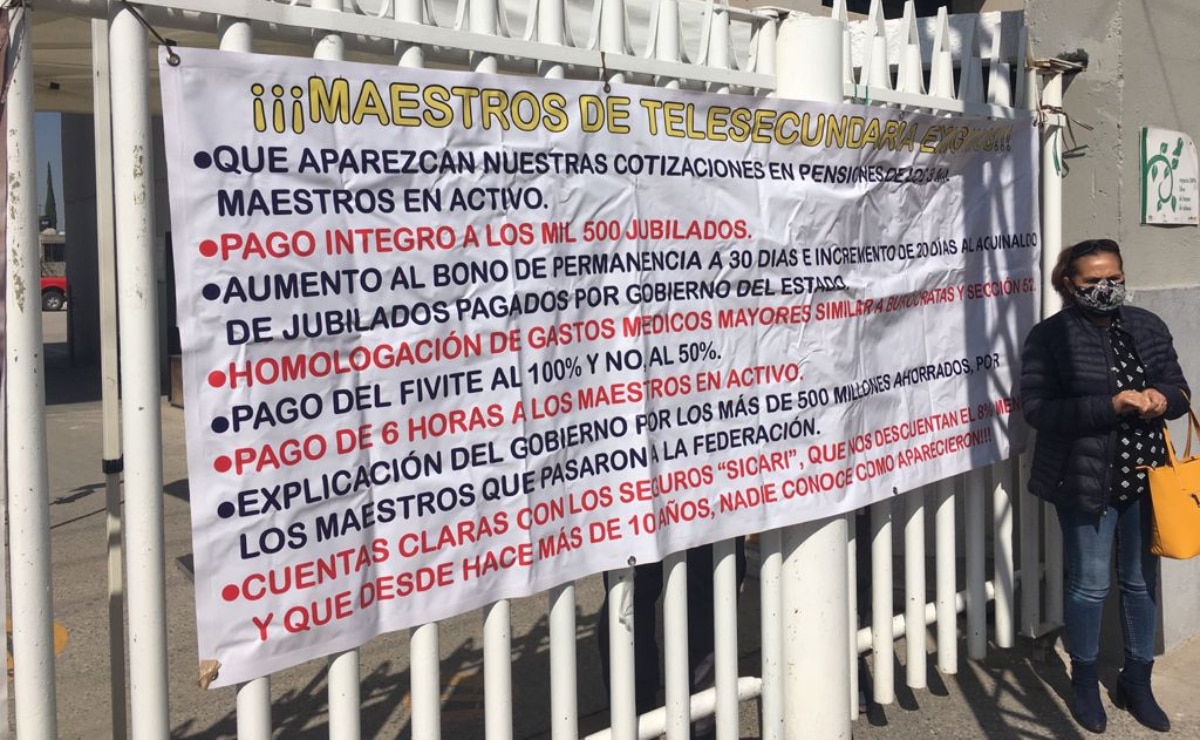 ¡¡¡MAESTROS DE TELESECUNDARIA EXIGIMOS!!!
•QUE APAREZCAN NUESTRAS COTIZACIONES EN PENSIONES DE LOS 3 MIL
MAESTROS EN ACTIVO.
•PAGO INTEGRO A LOS MIL 500 JUBILADOS.
•AUMENTO AL BONO DE PERMANENCIA A 30 DIAS E INCREMENTO DE 20 DÍAS AL AGUINALDO
DE JUBILADOS PAGADOS POR GOBIERNO DEL ESTADO.
•HOMOLOGACIÓN DE GASTOS MEDICOS MAYORES SIMILAR A BURÓCRATAS Y SECCIÓN 52.
•PAGO DEL FIVITE AL 100% Y NO AL 50%.
•PAGO DE 6 HORAS A LOS MAESTROS EN ACTIVO.
•EXPLICACIÓN DEL GOBIERNO POR LOS MÁS DE 500 MILLONES AHORRADOS, POR
LOS MAESTROS QUE PASARON A LA FEDERACIÓN.
•CUENTAS CLARAS CON LOS SEGUROS "SICARI", QUE NOS DESCUENTAN EL 8%
Y QUE DESDE HACE MÁS DE 10 AÑOS, NADIE CONOCE COMO APARECIERON!!!